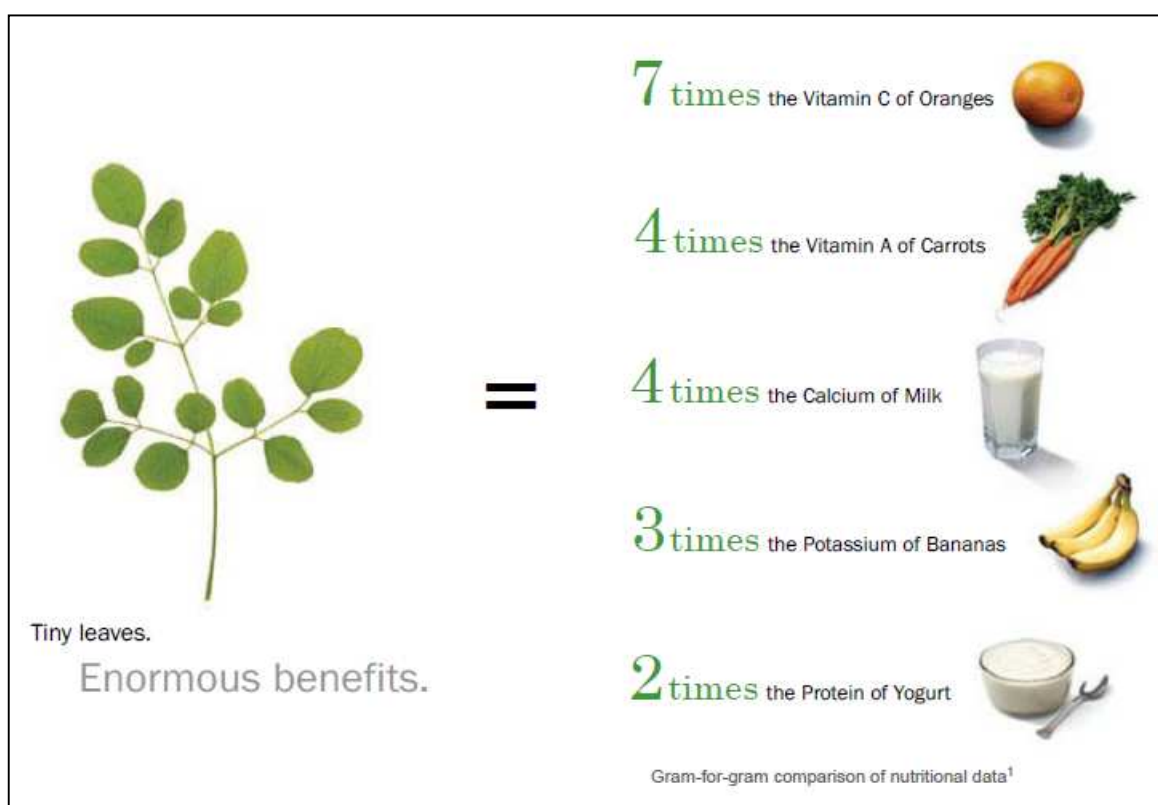 7 times the Vitamin C of Oranges
4 times the Vitamin A of Carrots
=
4 times the Calcium of Milk
3 times the Potassium of Bananas
Tiny leaves.
Enormous benefits.
2 times the Protein of Yogurt
Gram-for-gram comparison of nutritional data¹